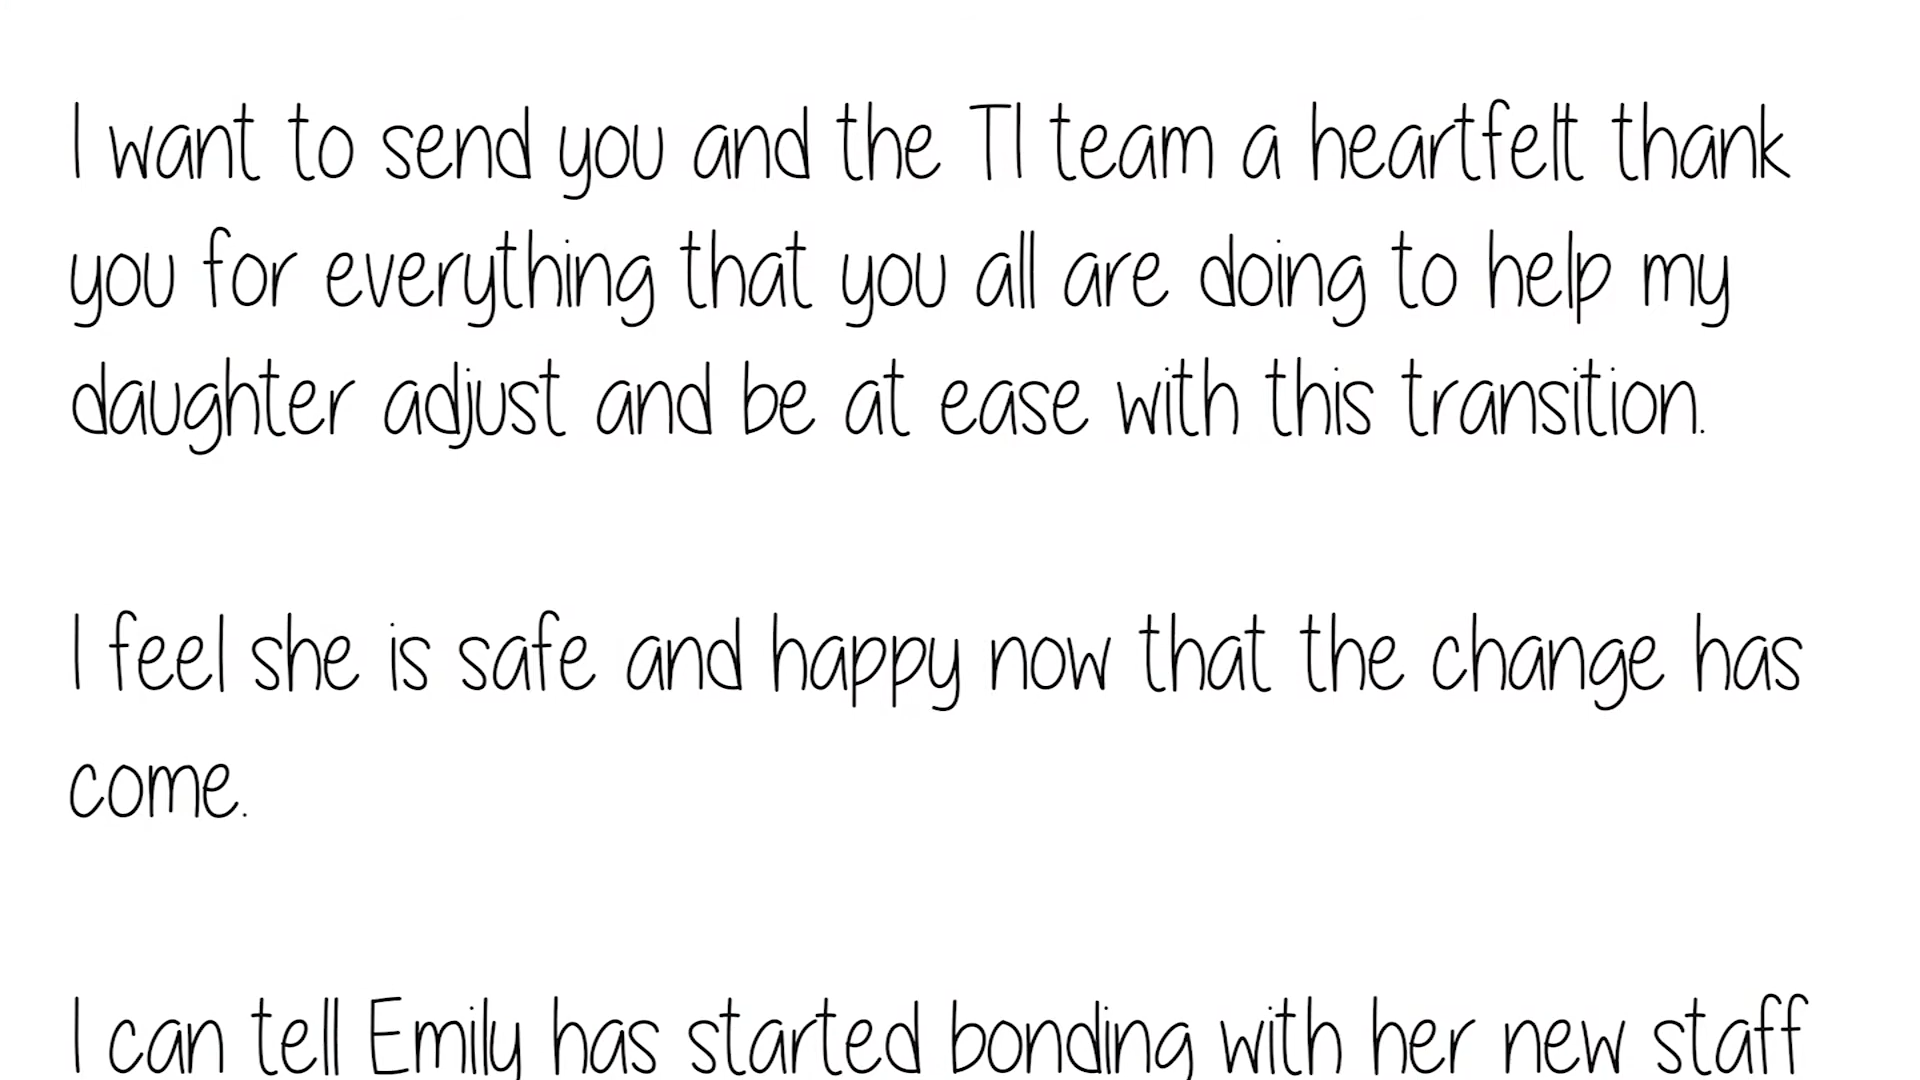 I want to send you and the TI team a heartfelt thank
you for everything that you all are doing to help my
daughter adjust and be at ease with this transition.
I feel she is safe and happy now that the change has
come.
I can tell Emily has started bonding with her new staff